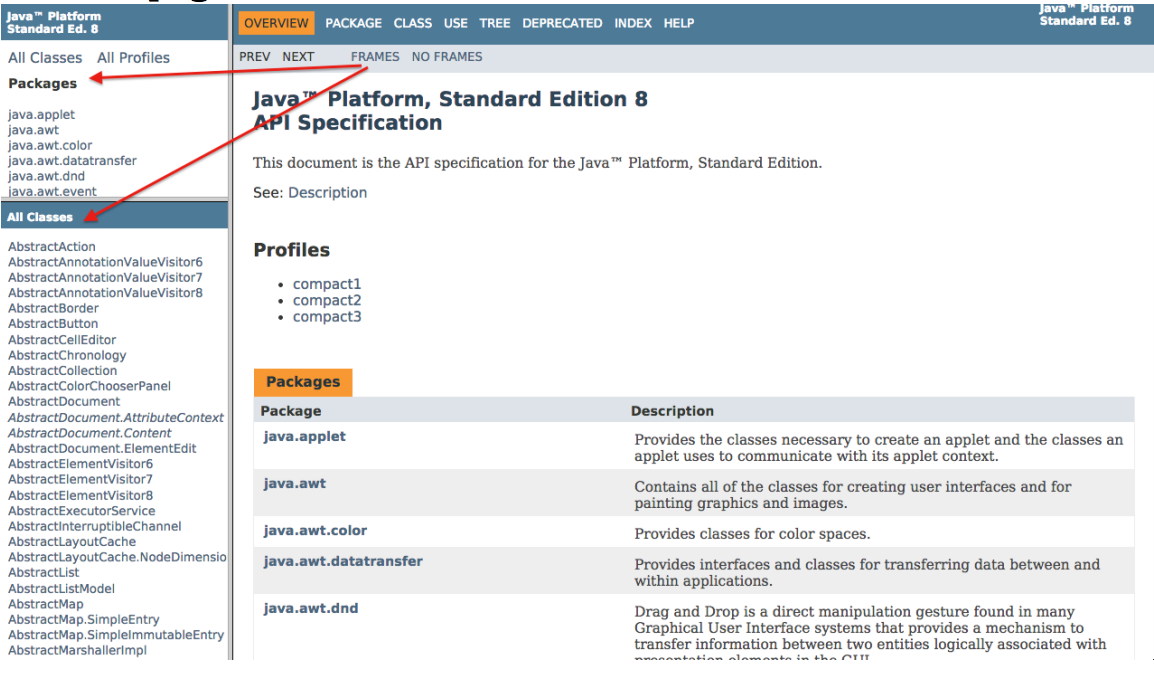 Java™ Platform
Standard Ed. 8
All Classes All Profiles
Packages
java.applet
java.awt
java.awt.color
java.awt.datatransfer
java.awt.dnd
java.awt.event
All Classes
AbstractAction
AbstractAnnotationValueVisitor6
AbstractAnnotationValueVisitor7
AbstractAnnotationValueVisitor8
AbstractBorder
AbstractButton
AbstractCellEditor
AbstractChronology
AbstractCollection
AbstractColorChooserPanel
AbstractDocument
AbstractDocument.AttributeContext
AbstractDocument.Content
AbstractDocument.ElementEdit
AbstractElementVisitor6
AbstractElementVisitor7
AbstractElementVisitor8
AbstractExecutorService
AbstractInterruptibleChannel
AbstractLayoutCache
AbstractLayoutCache.NodeDimensio
AbstractList
AbstractListModel
AbstractMap
AbstractMap.SimpleEntry
AbstractMap.SimpleImmutableEntry
AbstractMarshallerImpl
OVERVIEW PACKAGE CLASS USE TREE DEPRECATED INDEX HELP
Java™ Platform
Standard Ed. 8
PREV NEXT FRAMES NO FRAMES
Java™ Platform, Standard Edition 8
API Specification
This document is the API specification for the Java™ Platform, Standard Edition.
See: Description
Profiles
• compact1
• compact2
• compact3
Packages
Package Description
java.applet Provides the classes necessary to create an applet and the classes an
applet uses to communicate with its applet context.
java.awt Contains all of the classes for creating user interfaces and for
painting graphics and images.
java.awt.color Provides classes for color spaces.
java.awt.datatransfer Provides interfaces and classes for transferring data between and
within applications.
java.awt.dnd Drag and Drop is a direct manipulation gesture found in many
Graphical User Interface systems that provides a mechanism to
transfer information between two entities logically associated with
presentation elements in the GUI.